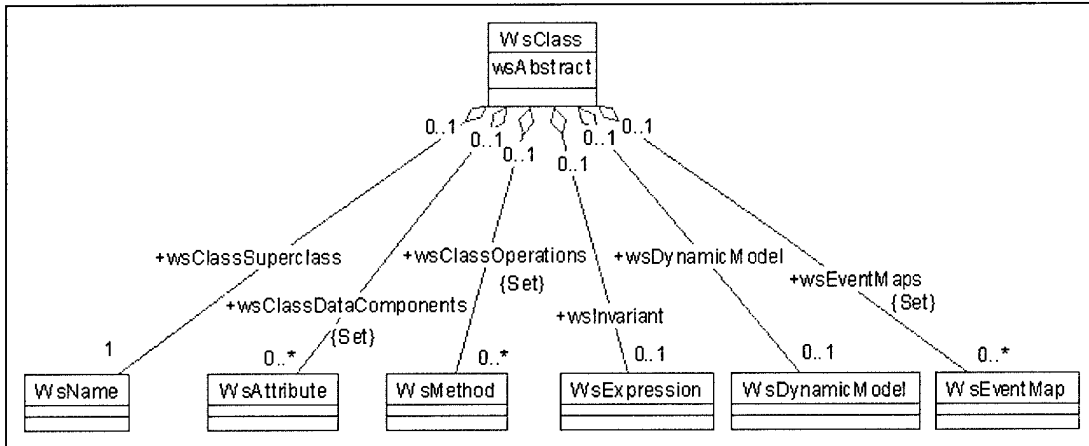 WsClass
wsAbstract
0..1
0..1
0..1
0..1
0..1
0..1
+wsClassSuperclass
+wsClassOperations
{Set}
+wsDynamicModel
+wsEventMaps
{Set}
+wsClassDataComponents
{Set}
+wsInvariant
1
0..*
0..*
0..1
0..1
0..*
WsName
WsAttribute
WsMethod
WsExpression
WsDynamicModel
WsEventMap